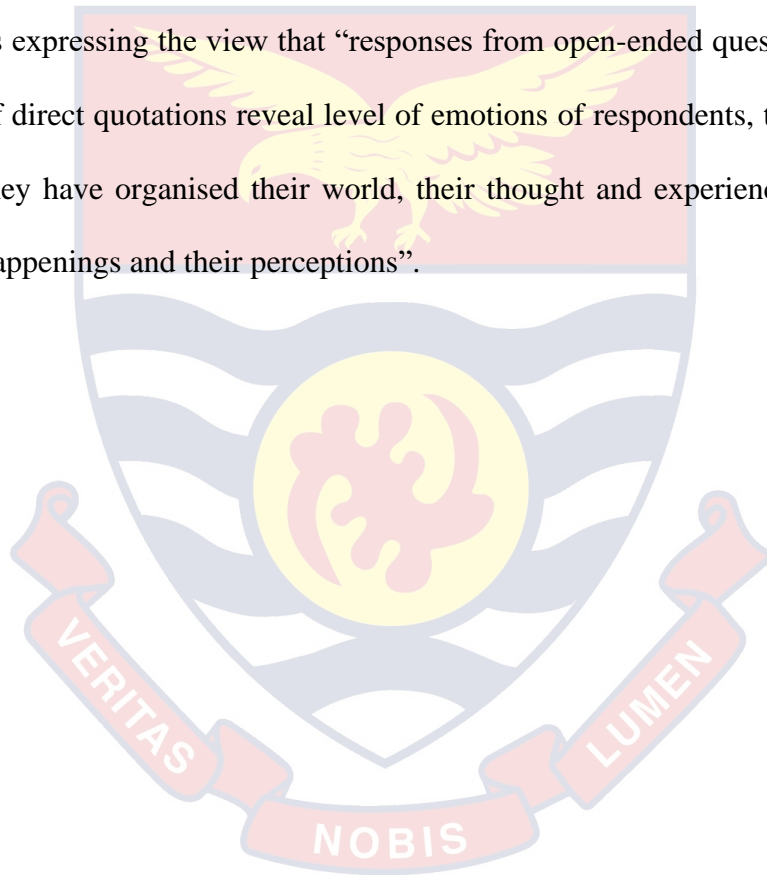 s expressing the view that “responses from open-ended ques
f direct quotations reveal level of emotions of respondents, t
hey have organised their world, their thought and experienc
appenings and their perceptions”.
VERITAS
NOBIS
LUMEN